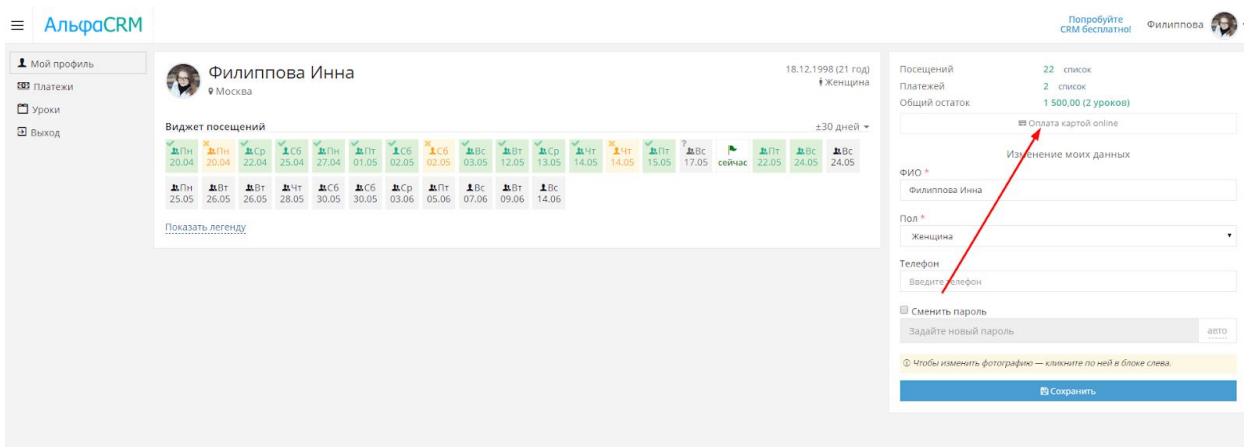 АльфаCRM
Попробуйте
CRM бесплатно!
Филиппова
Мой профиль
Платежи
Уроки
Выход
Филиппова Инна
Москва
18.12.1998 (21 год)
Женщина
Виджет посещений ±30 дней
Пн Пн Ср Сб Пн Пт Сб Сб Вс Вт Ср Чт Чт Пт ? Вс Пт Вс Вс
20.04 20.04 22.04 25.04 27.04 01.05 02.05 02.05 03.05 12.05 13.05 14.05 14.05 15.05 17.05 сейчас 22.05 24.05 24.05
Пн Вт Вт Чт Сб Сб Ср Пт Вс Вт Вс
25.05 26.05 26.05 28.05 30.05 30.05 03.06 05.06 07.06 09.06 14.06
Показать легенду
Посещений 22 список
Платежей 2 список
Общий остаток 1 500,00 (2 уроков)
Оплата картой online
Изменение моих данных
ФИО *
Филиппова Инна
Пол *
Женщина
Телефон
Введите телефон
Сменить пароль
Задайте новый пароль авто
Чтобы изменить фотографию — кликните по ней в блоке слева.
Сохранить